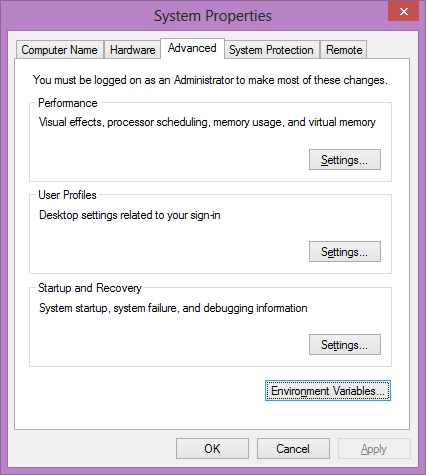 System Properties
Computer Name Hardware Advanced System Protection Remote
You must be logged on as an Administrator to make most of these changes.
Performance
Visual effects, processor scheduling, memory usage, and virtual memory
Settings...
User Profiles
Desktop settings related to your sign-in
Settings...
Startup and Recovery
System startup, system failure, and debugging information
Settings...
Environment Variables...
OK Cancel Apply